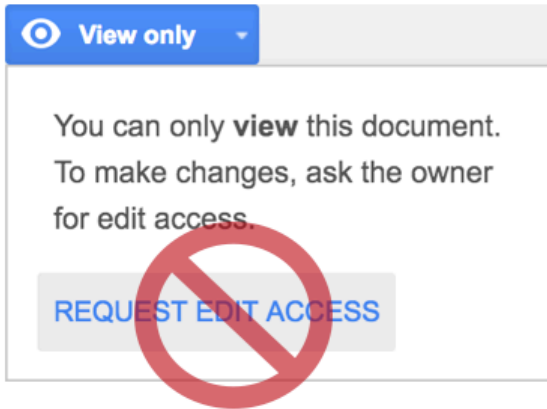 View only
You can only view this document.
To make changes, ask the owner
for edit access.
REQUEST EDIT ACCESS